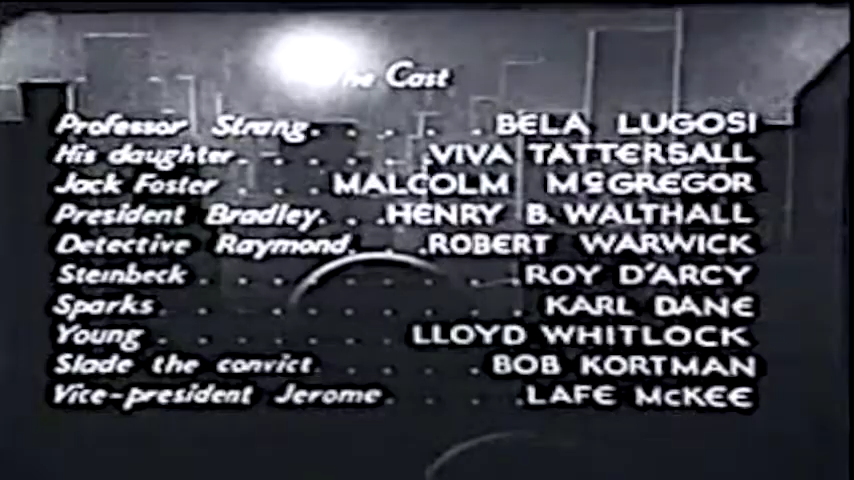 The Cast
Professor Strang. . . . . . BELA LUGOSI
His daughter. . . . . . . VIVA TATTERSALL
Jack Foster . . . MALCOLM McGREGOR
President Bradley. . . HENRY B. WALTHALL
Detective Raymond. . . ROBERT WARWICK
Steinbeck . . . . . . . . . ROY D'ARCY
Sparks . . . . . . . . . . KARL DANE
Young . . . . . . . LLOYD WHITLOCK
Slade the convict. . . . . BOB KORTMAN
Vice-president Jerome. . . . LAFE McKEE